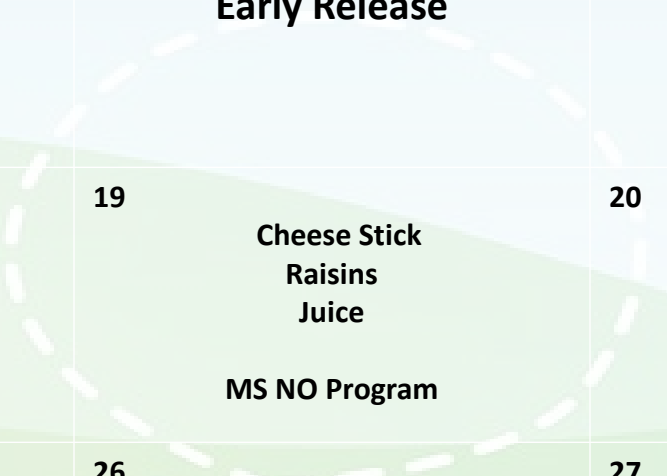 Early Release
19
20
Cheese Stick
Raisins
Juice
MS NO Program
26
27